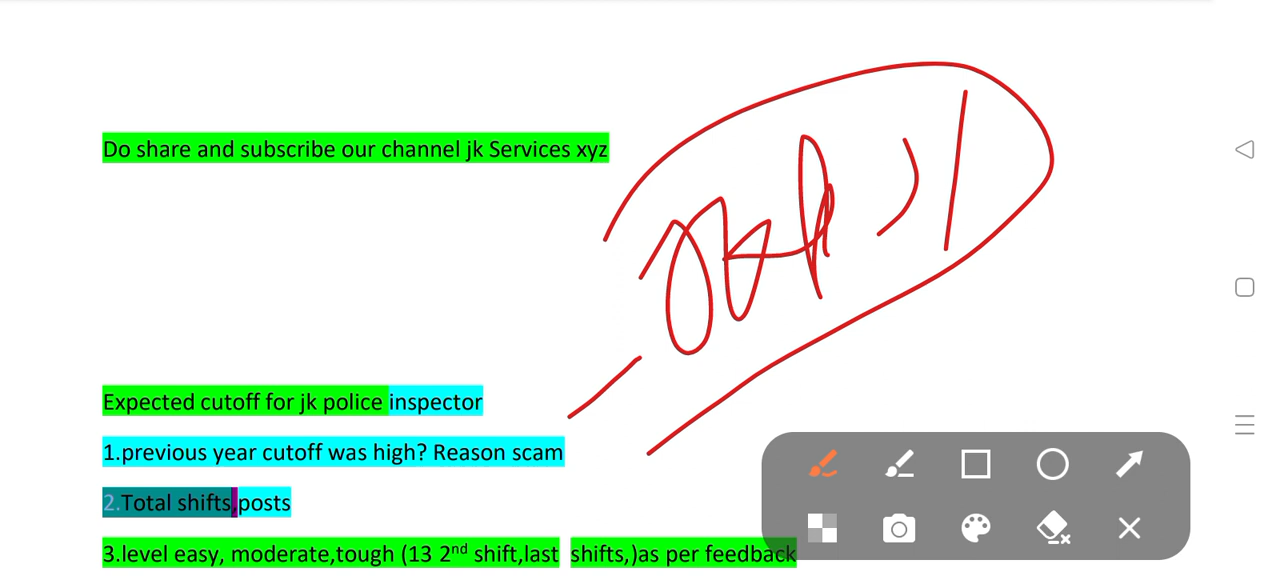 Do share and subscribe our channel jk Services xyz
Expected cutoff for jk police inspector
1.previous year cutoff was high? Reason scam
2.Total shifts,posts
3.level easy, moderate,tough (13 2nd shift,last shifts,)as per feedback